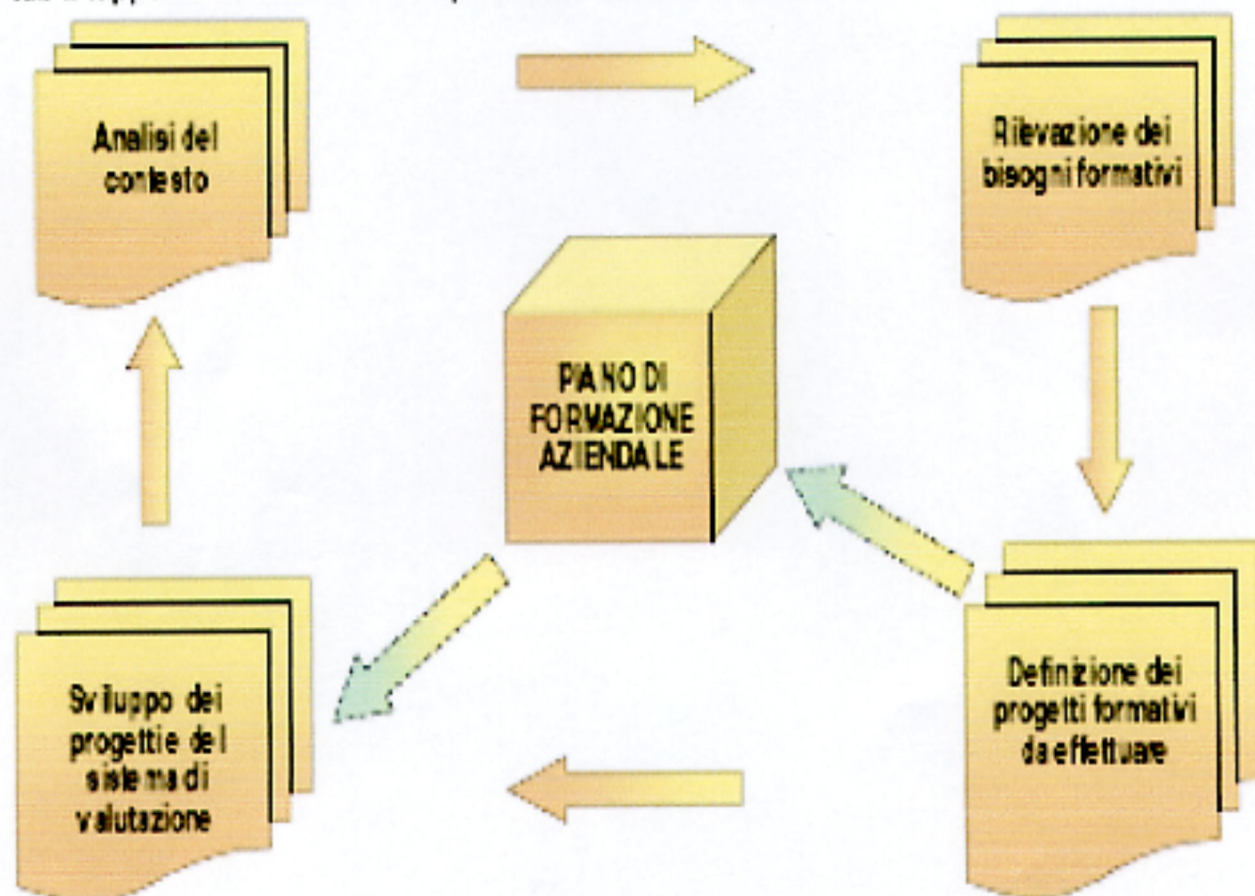 Analisi del
contesto
Rilevazione dei
bisogni formativi
PIANO DI
FORMAZIONE
AZIENDALE
Definizione dei
progetti formativi
da effettuare
Sviluppo dei
progetti e del
sistema di
valutazione